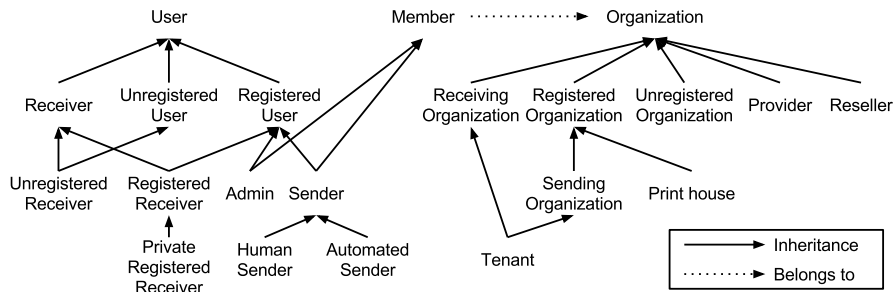 User
Member
Organization
Receiver
Unregistered
User
Registered
User
Receiving
Organization
Registered
Organization
Unregistered
Organization
Provider
Reseller
Unregistered
Receiver
Registered
Receiver
Admin
Sender
Sending
Organization
Print house
Private
Registered
Receiver
Human
Sender
Automated
Sender
Tenant
Inheritance
Belongs to